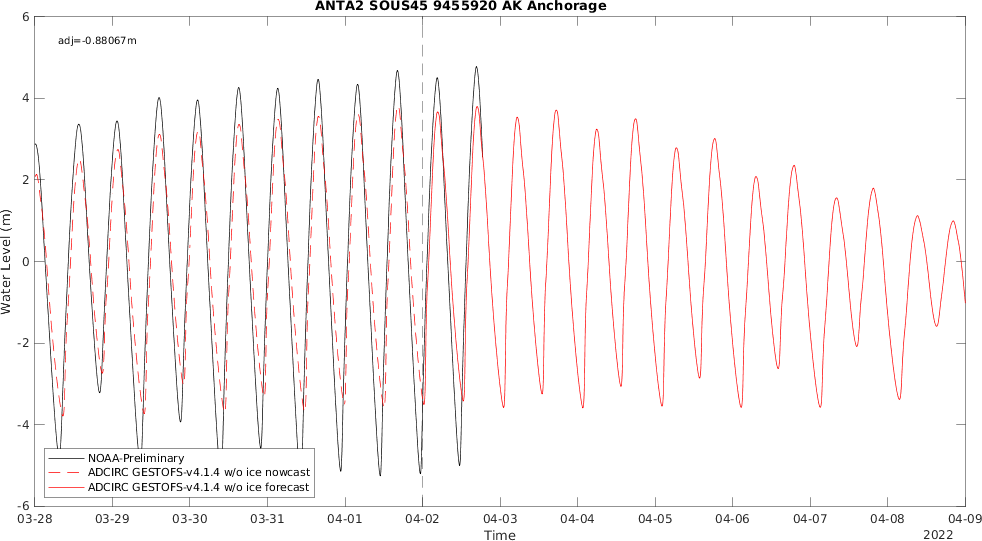 ANTA2 SOUS45 9455920 AK Anchorage
6
adj=-0.88067m
4
2
0
-2
-4
-6
Water Level (m)
NOAA-Preliminary
ADCIRC GESTOFS-v4.1.4 w/o ice nowcast
ADCIRC GESTOFS-v4.1.4 w/o ice forecast
03-28 03-29 03-30 03-31 04-01 04-02 04-03 04-04 04-05 04-06 04-07 04-08 04-09
Time
2022